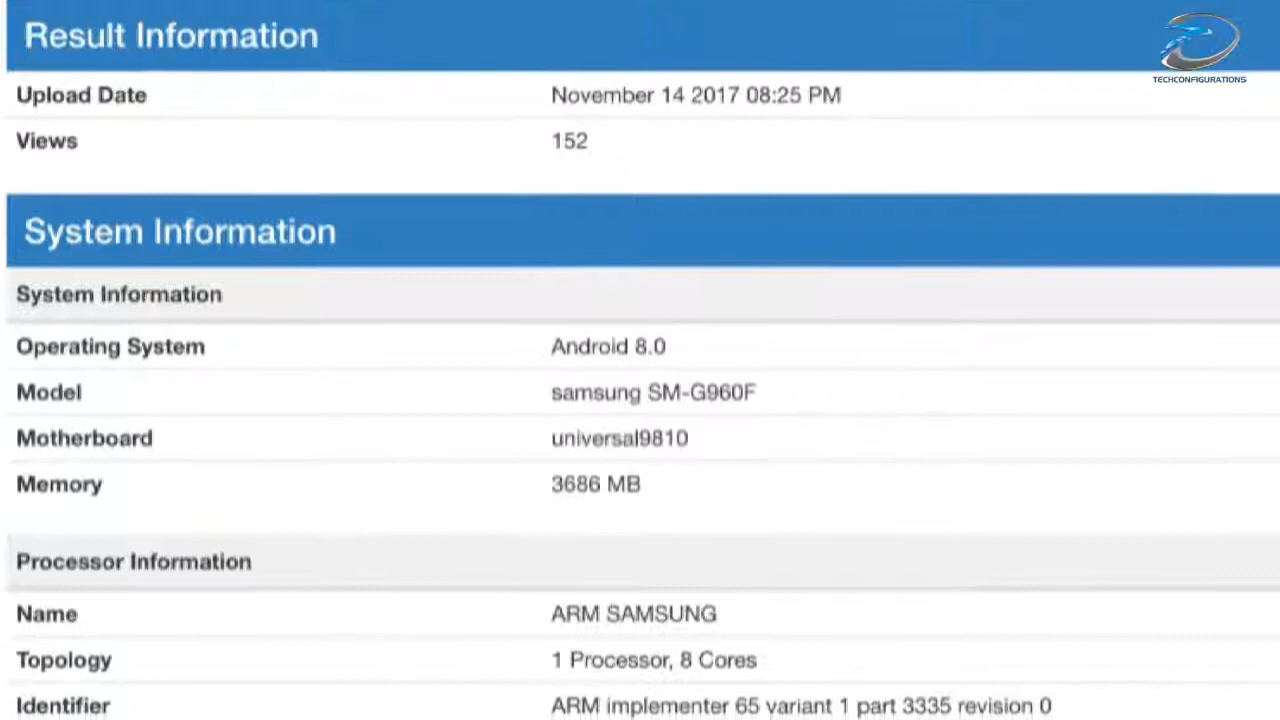 Result Information
TECHCONFIGURATIONS
Upload Date November 14 2017 08:25 PM
Views 152
System Information
System Information
Operating System Android 8.0
Model samsung SM-G960F
Motherboard universal9810
Memory 3686 MB
Processor Information
Name ARM SAMSUNG
Topology 1 Processor, 8 Cores
Identifier ARM implementer 65 variant 1 part 3335 revision 0